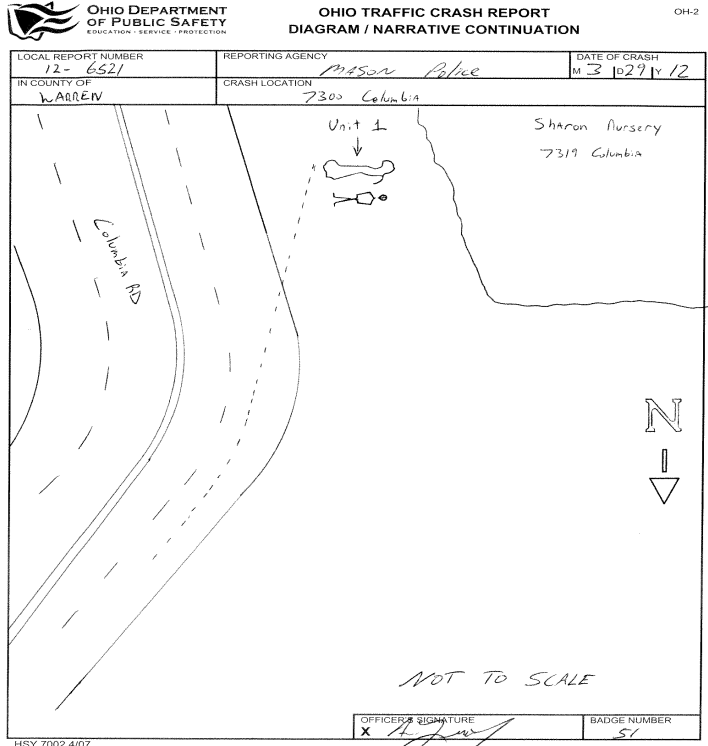 OHIO DEPARTMENT
OF PUBLIC SAFETY
EDUCATION · SERVICE · PROTECTION
OHIO TRAFFIC CRASH REPORT
DIAGRAM / NARRATIVE CONTINUATION
OH-2
LOCAL REPORT NUMBER
12- 6521
REPORTING AGENCY
MASON Police
DATE OF CRASH
M 3 D 29 Y 12
IN COUNTY OF
WARREN
CRASH LOCATION
7300 Columbia
Unit 1
Sharon Nursery
7319 Columbia
Columbia RD
N
NOT TO SCALE
OFFICER'S SIGNATURE
X
BADGE NUMBER
51
HSY 7002 4/07